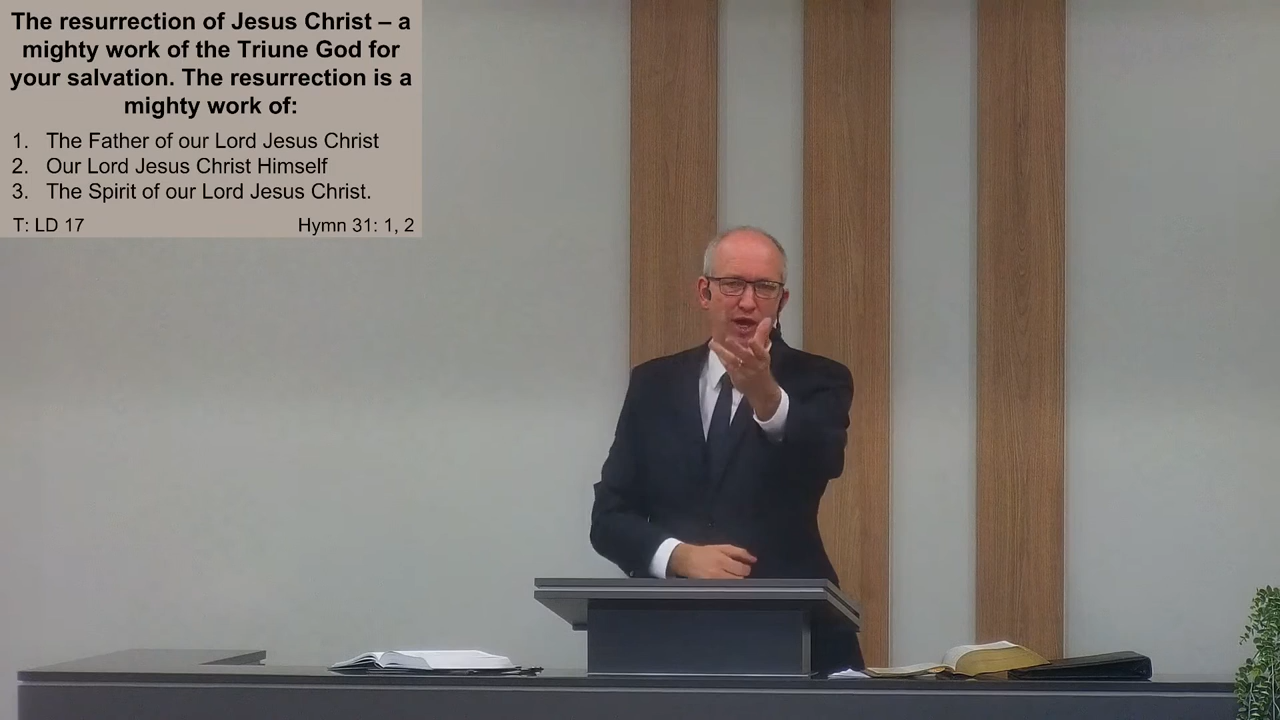 The resurrection of Jesus Christ – a
mighty work of the Triune God for
your salvation. The resurrection is a
mighty work of:
1. The Father of our Lord Jesus Christ
2. Our Lord Jesus Christ Himself
3. The Spirit of our Lord Jesus Christ.
T: LD 17 Hymn 31: 1, 2